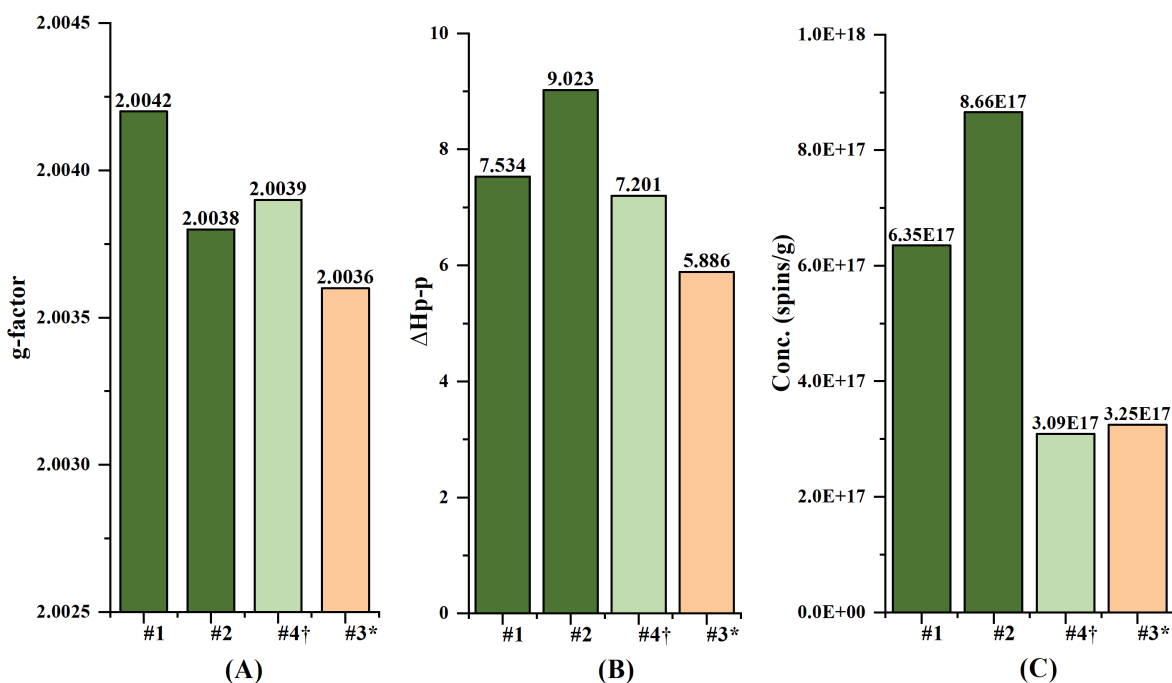 g-factor
2.0045
2.0040
2.0035
2.0030
2.0025
2.0042
2.0038
2.0039
2.0036
#1 #2 #4† #3*
(A)
ΔHp-p
10
8
6
4
2
0
7.534
9.023
7.201
5.886
#1 #2 #4† #3*
(B)
Conc. (spins/g)
1.0E+18
8.0E+17
6.0E+17
4.0E+17
2.0E+17
0.0E+00
6.35E17
8.66E17
3.09E17
3.25E17
#1 #2 #4† #3*
(C)